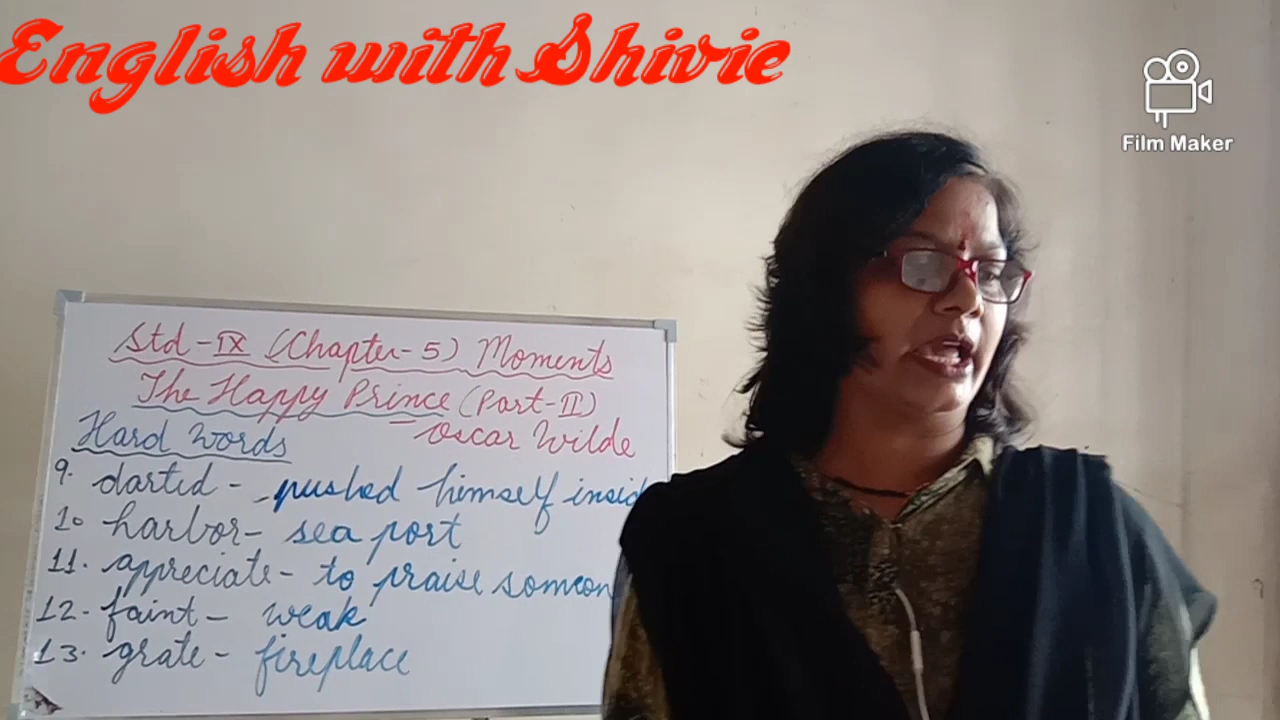 English with Shivie
Film Maker
Std-IX (Chapter-5) Moments
The Happy Prince (Part-II)
Hard Words - Oscar Wilde
9. darted - pushed himself insid
10 harbor- sea port
11. appreciate- to praise someon
12- faint- weak
13. grate- fireplace